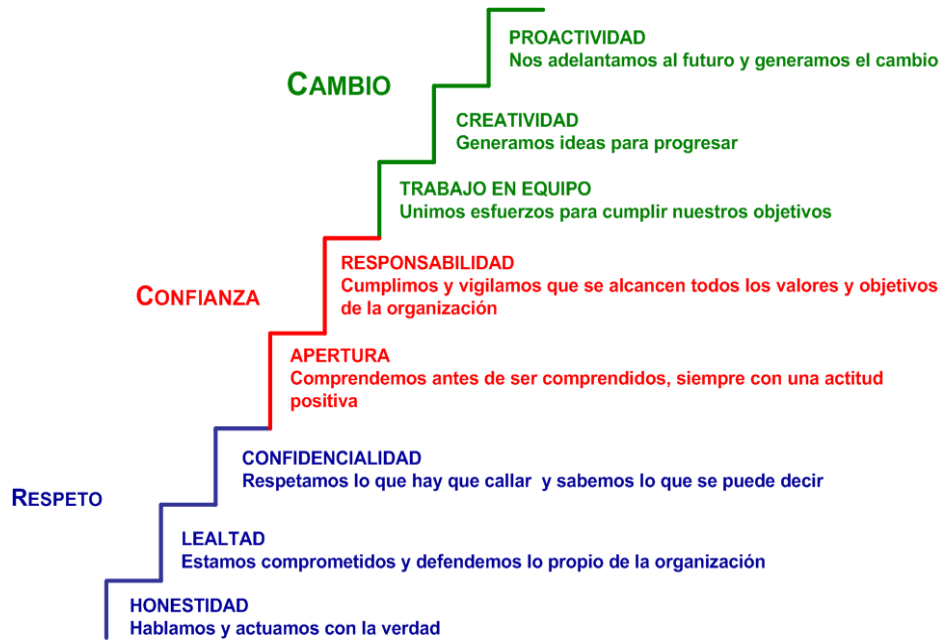 PROACTIVIDAD
Nos adelantamos al futuro y generamos el cambio
CAMBIO
CREATIVIDAD
Generamos ideas para progresar
TRABAJO EN EQUIPO
Unimos esfuerzos para cumplir nuestros objetivos
RESPONSABILIDAD
Cumplimos y vigilamos que se alcancen todos los valores y objetivos
de la organización
CONFIANZA
APERTURA
Comprendemos antes de ser comprendidos, siempre con una actitud
positiva
CONFIDENCIALIDAD
Respetamos lo que hay que callar y sabemos lo que se puede decir
RESPETO
LEALTAD
Estamos comprometidos y defendemos lo propio de la organización
HONESTIDAD
Hablamos y actuamos con la verdad